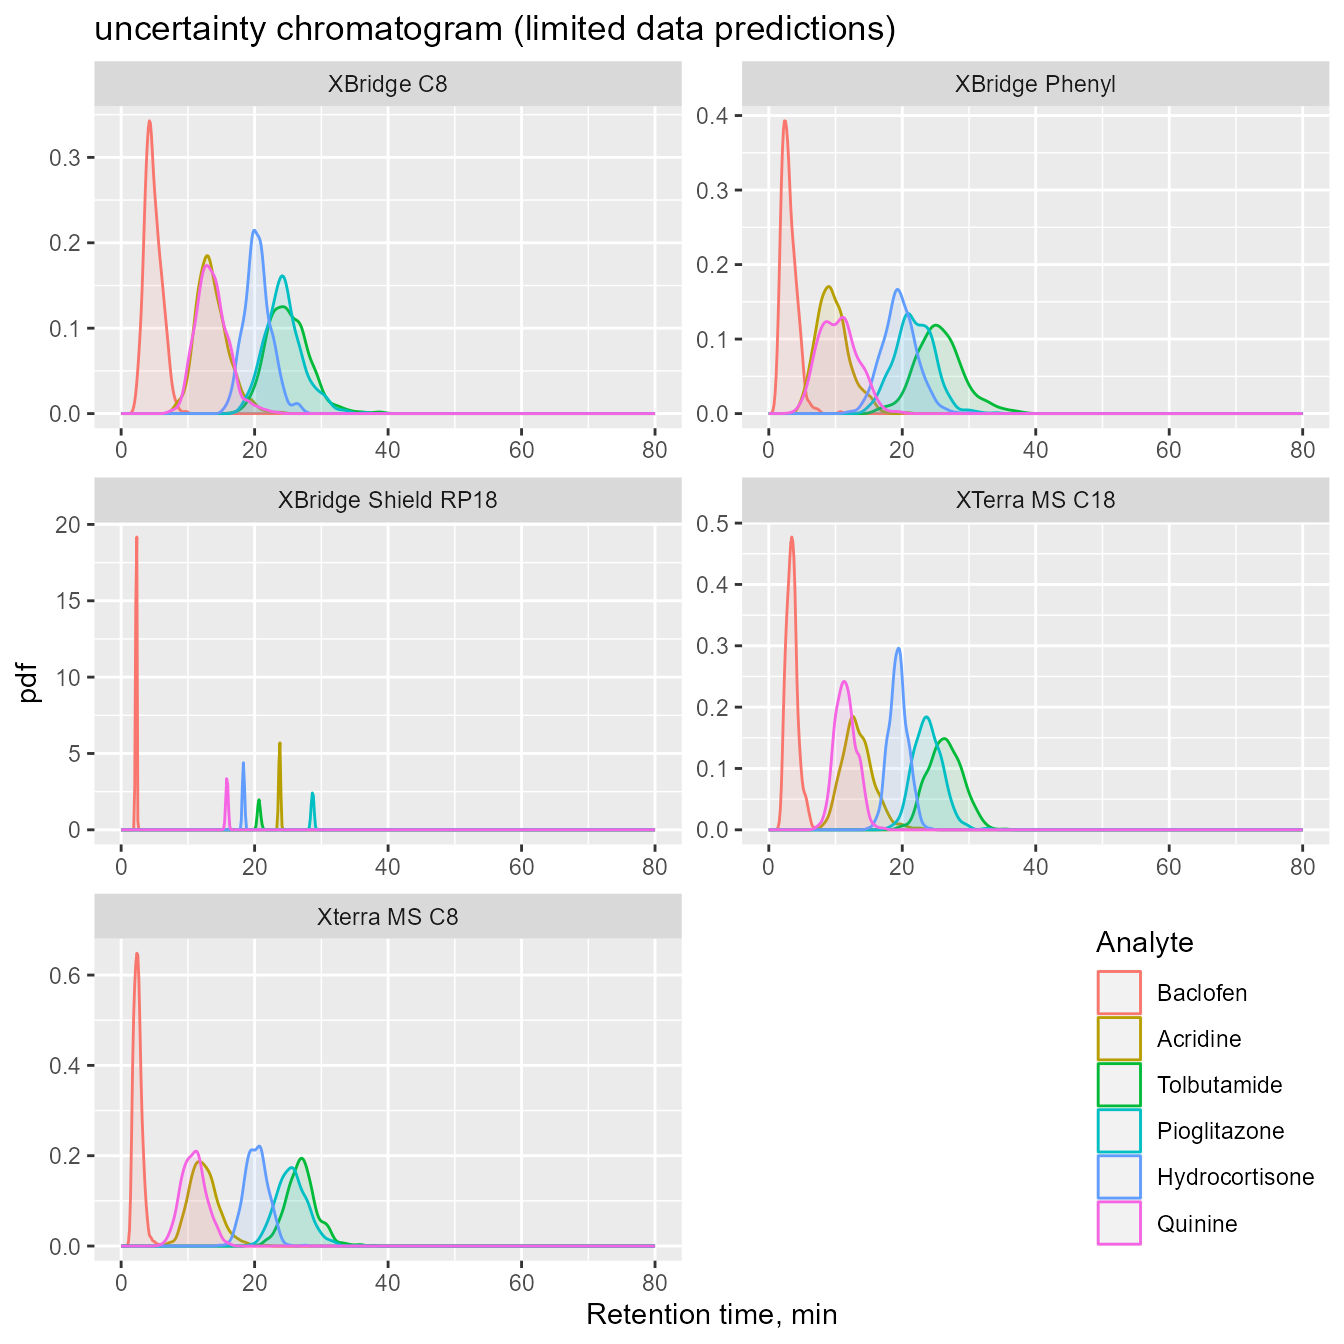 uncertainty chromatogram (limited data predictions)
XBridge C8
0.3
0.2
0.1
0.0
0 20 40 60 80
XBridge Phenyl
0.4
0.3
0.2
0.1
0.0
0 20 40 60 80
XBridge Shield RP18
20
15
10
5
0
0 20 40 60 80
XTerra MS C18
0.5
0.4
0.3
0.2
0.1
0.0
0 20 40 60 80
Xterra MS C8
0.6
0.4
0.2
0.0
0 20 40 60 80
pdf
Retention time, min
Analyte
Baclofen
Acridine
Tolbutamide
Pioglitazone
Hydrocortisone
Quinine